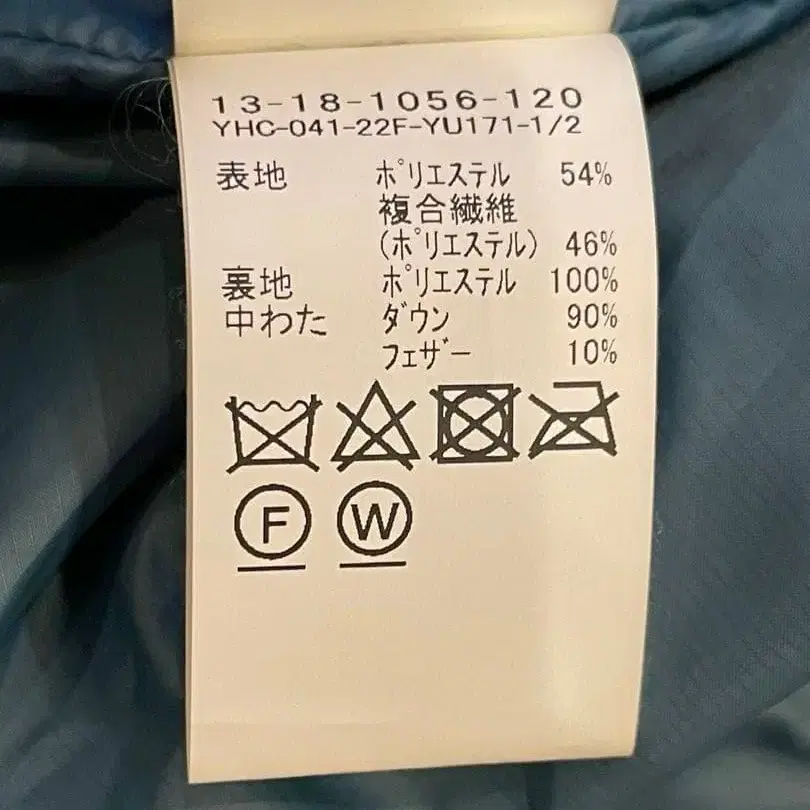 13-18-1056-120
YHC-041-22F-YU171-1/2
表地 ﾎﾟﾘｴｽﾃﾙ 54%
複合繊維
(ﾎﾟﾘｴｽﾃﾙ) 46%
裏地 ﾎﾟﾘｴｽﾃﾙ 100%
中わた ﾀﾞｳﾝ 90%
ﾌｪｻﾞｰ 10%
F W